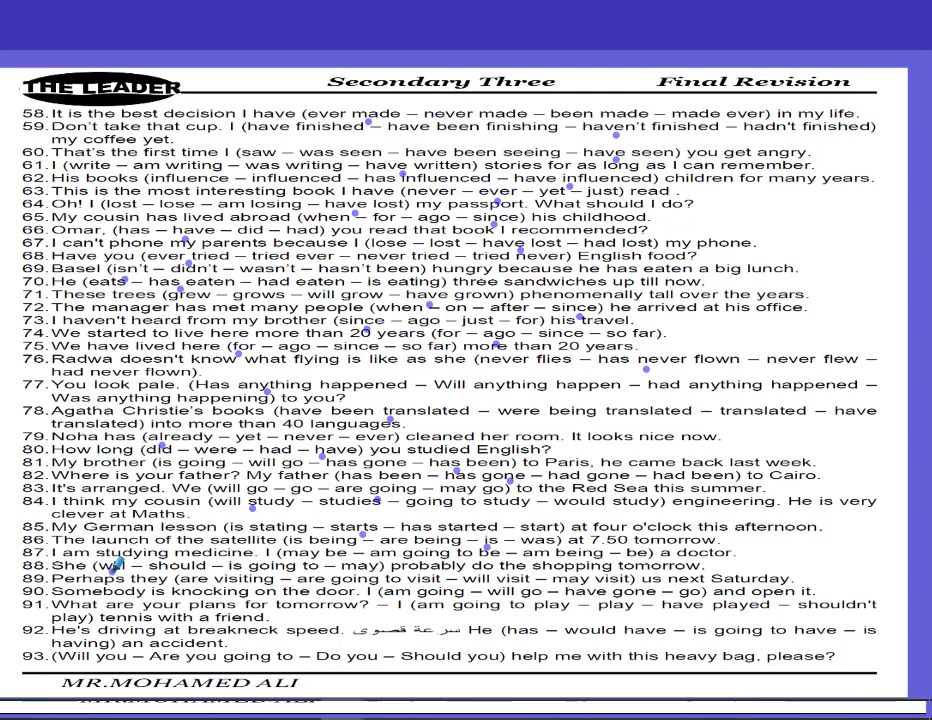 THE LEADER Secondary Three Final Revision
58. It is the best decision I have (ever made – never made – been made – made ever) in my life.
59. Don't take that cup. I (have finished – have been finishing – haven't finished – hadn't finished)
my coffee yet.
60. That's the first time I (saw – was seen – have been seeing – have seen) you get angry.
61. I (write – am writing – was writing – have written) stories for as long as I can remember.
62. His books (influence – influenced – has influenced – have influenced) children for many years.
63. This is the most interesting book I have (never – ever – yet – just) read .
64. Oh! I (lost – lose – am losing – have lost) my passport. What should I do?
65. My cousin has lived abroad (when – for – ago – since) his childhood.
66. Omar, (has – have – did – had) you read that book I recommended?
67. I can't phone my parents because I (lose – lost – have lost – had lost) my phone.
68. Have you (ever tried – tried ever – never tried – tried never) English food?
69. Basel (isn't – didn't – wasn't – hasn't been) hungry because he has eaten a big lunch.
70. He (eats – has eaten – had eaten – is eating) three sandwiches up till now.
71. These trees (grew – grows – will grow – have grown) phenomenally tall over the years.
72. The manager has met many people (when – on – after – since) he arrived at his office.
73. I haven't heard from my brother (since – ago – just – for) his travel.
74. We started to live here more than 20 years (for – ago – since – so far).
75. We have lived here (for – ago – since – so far) more than 20 years.
76. Radwa doesn't know what flying is like as she (never flies – has never flown – never flew –
had never flown).
77. You look pale. (Has anything happened – Will anything happen – had anything happened –
Was anything happening) to you?
78. Agatha Christie's books (have been translated – were being translated – translated – have
translated) into more than 40 languages.
79. Noha has (already – yet – never – ever) cleaned her room. It looks nice now.
80. How long (did – were – had – have) you studied English?
81. My brother (is going – will go – has gone – has been) to Paris, he came back last week.
82. Where is your father? My father (has been – has gone – had gone – had been) to Cairo.
83. It's arranged. We (will go – go – are going – may go) to the Red Sea this summer.
84. I think my cousin (will study – studies – going to study – would study) engineering. He is very
clever at Maths.
85. My German lesson (is stating – starts – has started – start) at four o'clock this afternoon.
86. The launch of the satellite (is being – are being – is – was) at 7.50 tomorrow.
87. I am studying medicine. I (may be – am going to be – am being – be) a doctor.
88. She (will – should – is going to – may) probably do the shopping tomorrow.
89. Perhaps they (are visiting – are going to visit – will visit – may visit) us next Saturday.
90. Somebody is knocking on the door. I (am going – will go – have gone – go) and open it.
91. What are your plans for tomorrow? – I (am going to play – play – have played – shouldn't
play) tennis with a friend.
92. He's driving at breakneck speed. سرعة قصوى He (has – would have – is going to have – is
having) an accident.
93. (Will you – Are you going to – Do you – Should you) help me with this heavy bag, please?
MR.MOHAMED ALI